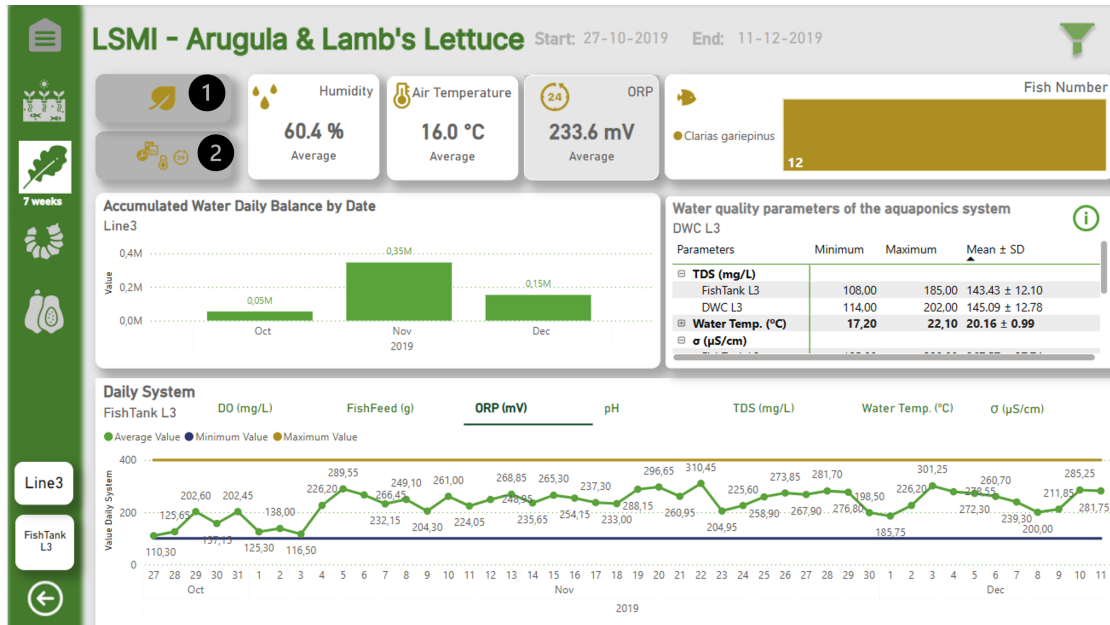 LSMI - Arugula & Lamb's Lettuce Start: 27-10-2019 End: 11-12-2019
1
2
Humidity
60.4 %
Average
Air Temperature
16.0 °C
Average
24
ORP
233.6 mV
Average
Fish Number
Clarias gariepinus
12
7 weeks
Accumulated Water Daily Balance by Date
Line3
Value
0,4M
0,2M
0,0M
0,05M
0,35M
0,15M
Oct Nov Dec
2019
Water quality parameters of the aquaponics system
DWC L3
Parameters Minimum Maximum Mean ± SD
TDS (mg/L)
FishTank L3 108,00 185,00 143.43 ± 12.10
DWC L3 114,00 202,00 145.09 ± 12.78
Water Temp. (ºC) 17,20 22,10 20.16 ± 0.99
σ (µS/cm)
Line3
FishTank L3
Daily System
FishTank L3
DO (mg/L) FishFeed (g) ORP (mV) pH TDS (mg/L) Water Temp. (ºC) σ (µS/cm)
Average Value Minimum Value Maximum Value
Value Daily System
400
200
0
110,30 125,65 202,60 157,15 202,45 125,30 138,00 116,50 226,20 289,55 266,45 232,15 249,10 204,30 261,00 224,05 248,95 268,85 235,65 265,30 254,15 237,30 233,00 288,15 296,65 260,95 310,45 204,95 225,60 258,90 273,85 267,90 281,70 276,80 198,50 185,75 226,20 301,25 272,30 260,70 239,30 200,00 211,85 285,25 281,75
27 28 29 30 31 1 2 3 4 5 6 7 8 9 10 11 12 13 14 15 16 17 18 19 20 21 22 23 24 25 26 27 28 29 30 1 2 3 4 5 6 7 8 9 10 11
Oct Nov Dec
2019